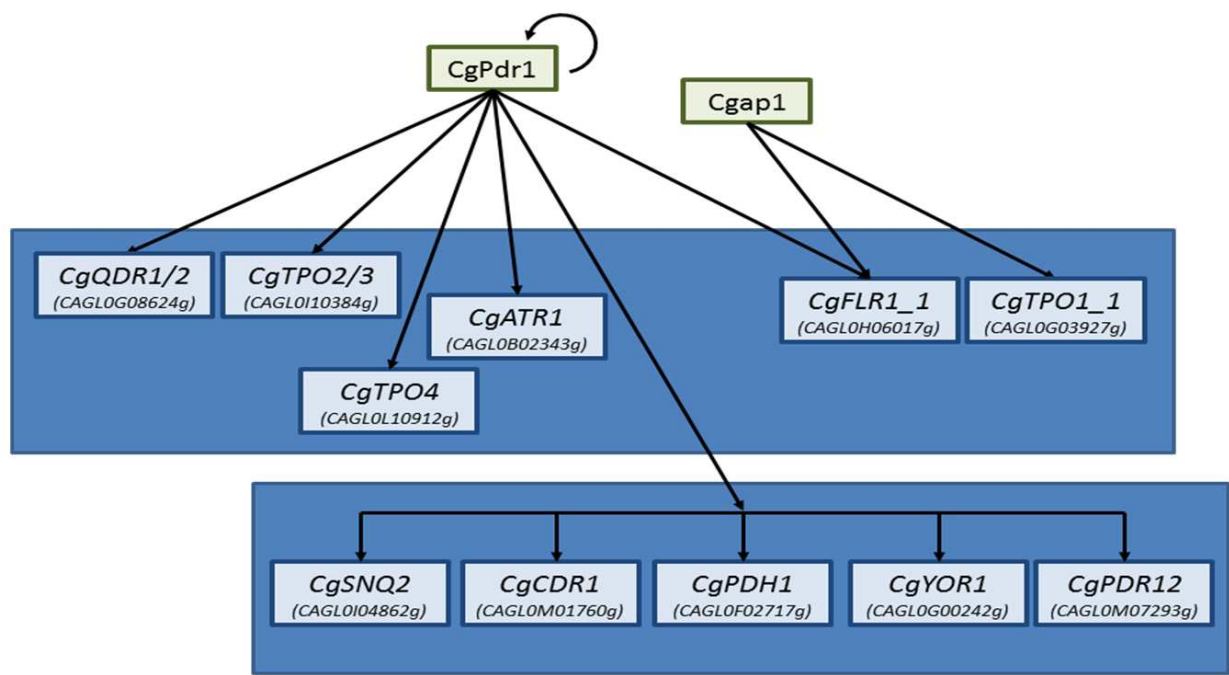 CgPdr1
Cgap1
CgQDR1/2
(CAGL0G08624g)
CgTPO2/3
(CAGL0I10384g)
CgATR1
(CAGL0B02343g)
CgTPO4
(CAGL0L10912g)
CgFLR1_1
(CAGL0H06017g)
CgTPO1_1
(CAGL0G03927g)
CgSNQ2
(CAGL0I04862g)
CgCDR1
(CAGL0M01760g)
CgPDH1
(CAGL0F02717g)
CgYOR1
(CAGL0G00242g)
CgPDR12
(CAGL0M07293g)